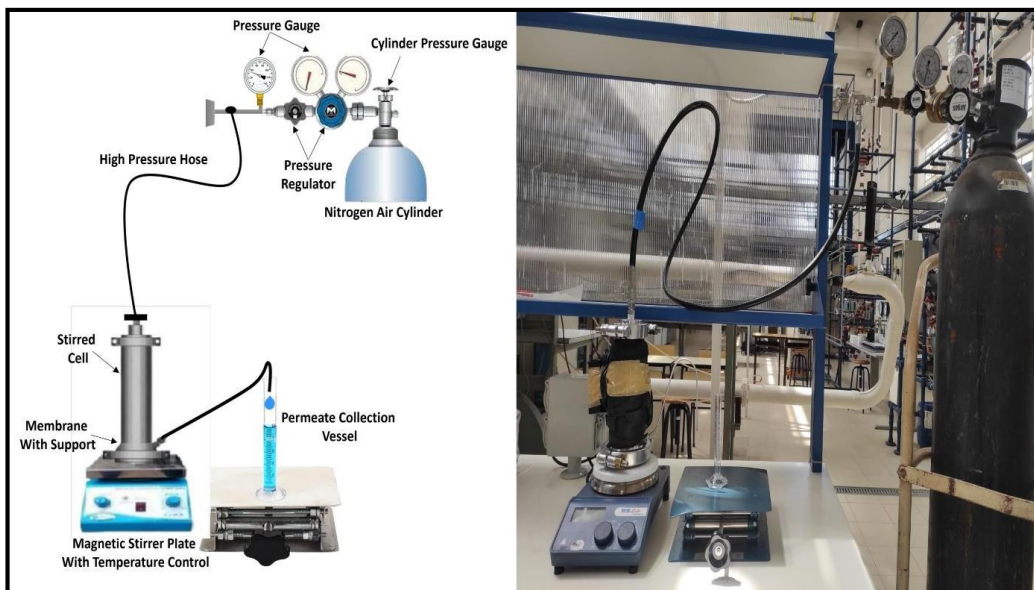 Pressure Gauge
Cylinder Pressure Gauge
High Pressure Hose
Pressure
Regulator
Nitrogen Air Cylinder
Stirred
Cell
Membrane
With Support
Permeate Collection
Vessel
Magnetic Stirrer Plate
With Temperature Control